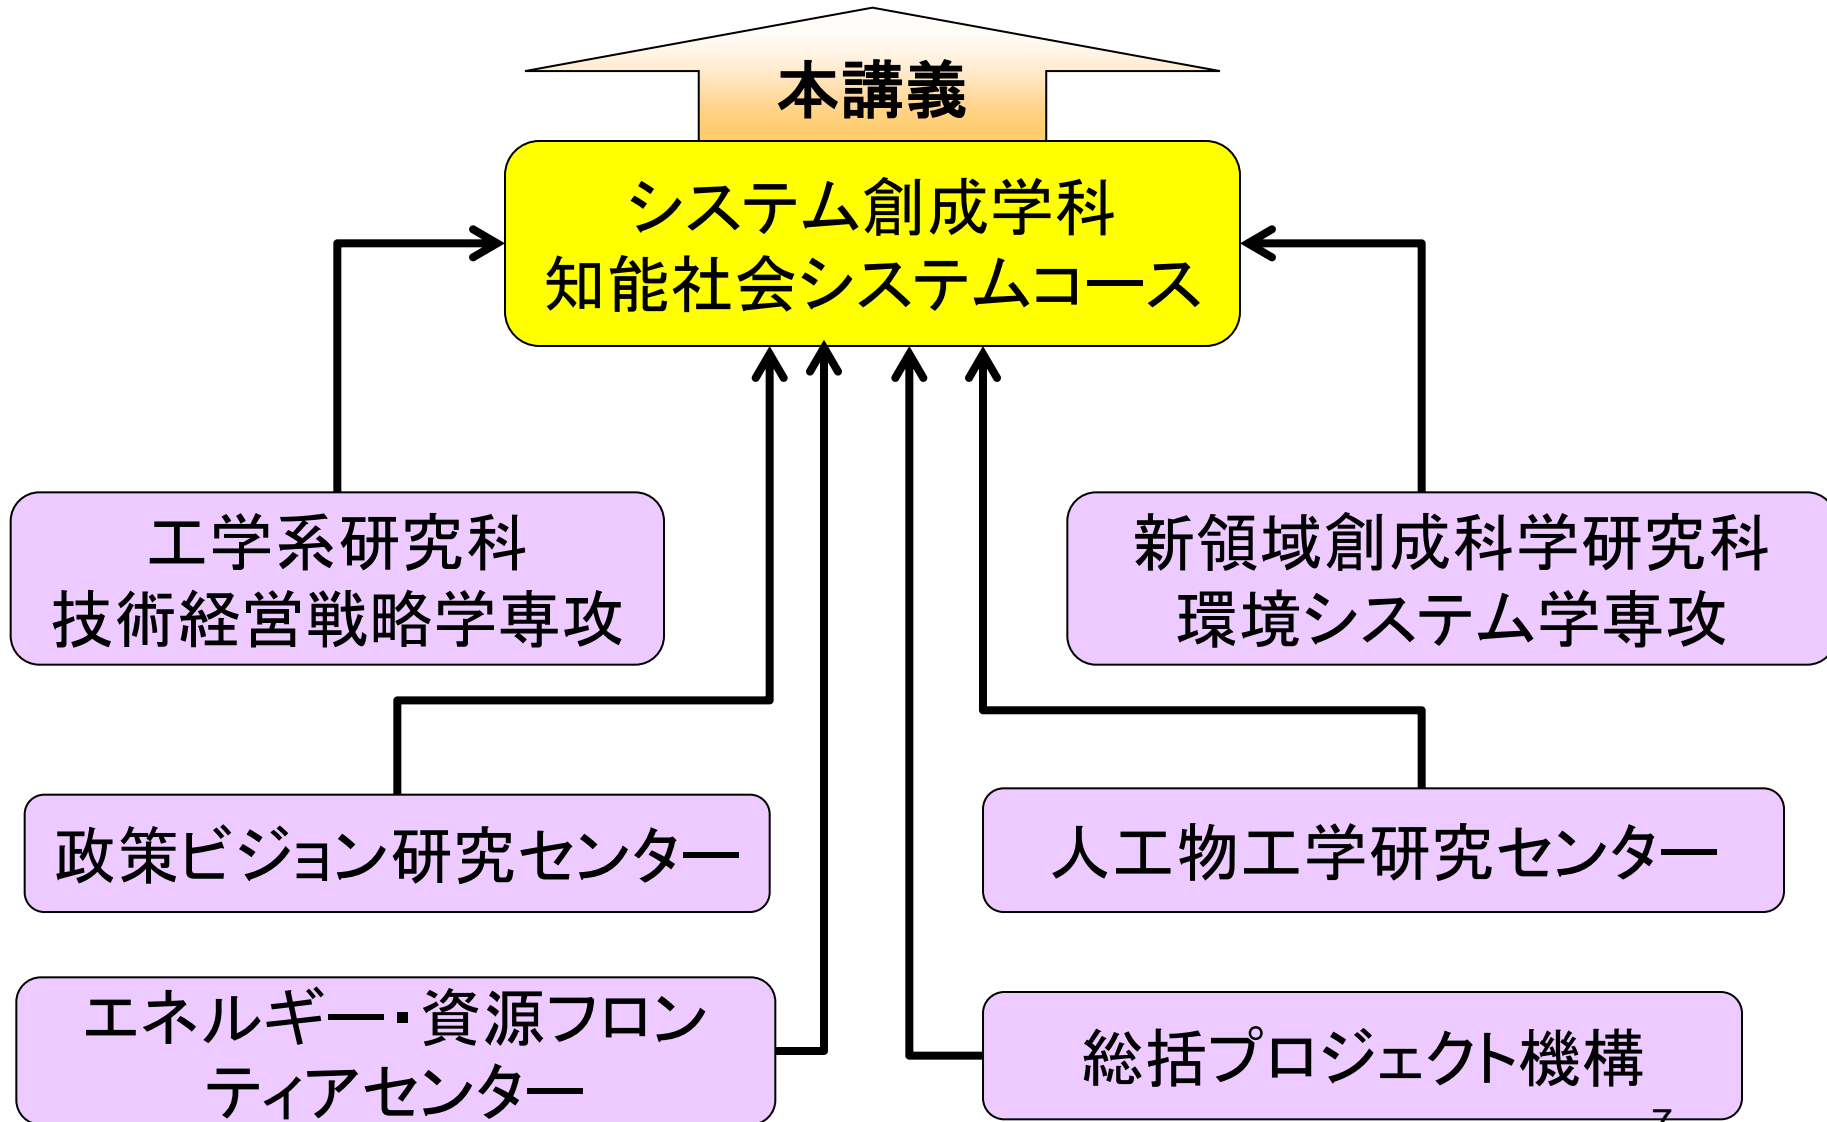 本講義
システム創成学科
知能社会システムコース
工学系研究科
技術経営戦略学専攻
新領域創成科学研究科
環境システム学専攻
政策ビジョン研究センター
人工物工学研究センター
エネルギー・資源フロン
ティアセンター
総括プロジェクト機構
7